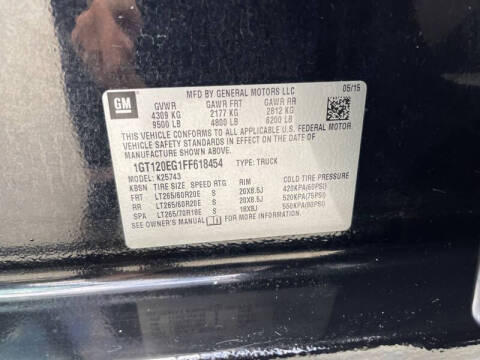 GM
MFD BY GENERAL MOTORS LLC 05/15
GVWR GAWR FRT GAWR RR
4309 KG 2177 KG 2812 KG
9500 LB 4800 LB 6200 LB
THIS VEHICLE CONFORMS TO ALL APPLICABLE U.S. FEDERAL MOTOR
VEHICLE SAFETY STANDARDS IN EFFECT ON THE DATE OF
MANUFACTURE SHOWN ABOVE.
1GT120EG1FF618454 TYPE: TRUCK
MODEL: K25743
KBSN TIRE SIZE SPEED RTG RIM COLD TIRE PRESSURE
FRT LT265/60R20E S 20X8.5J 420KPA(60PSI)
RR LT265/60R20E S 20X8.5J 520KPA(75PSI)
SPA LT265/70R18E S 18X8J 550KPA(80PSI)
SEE OWNER'S MANUAL